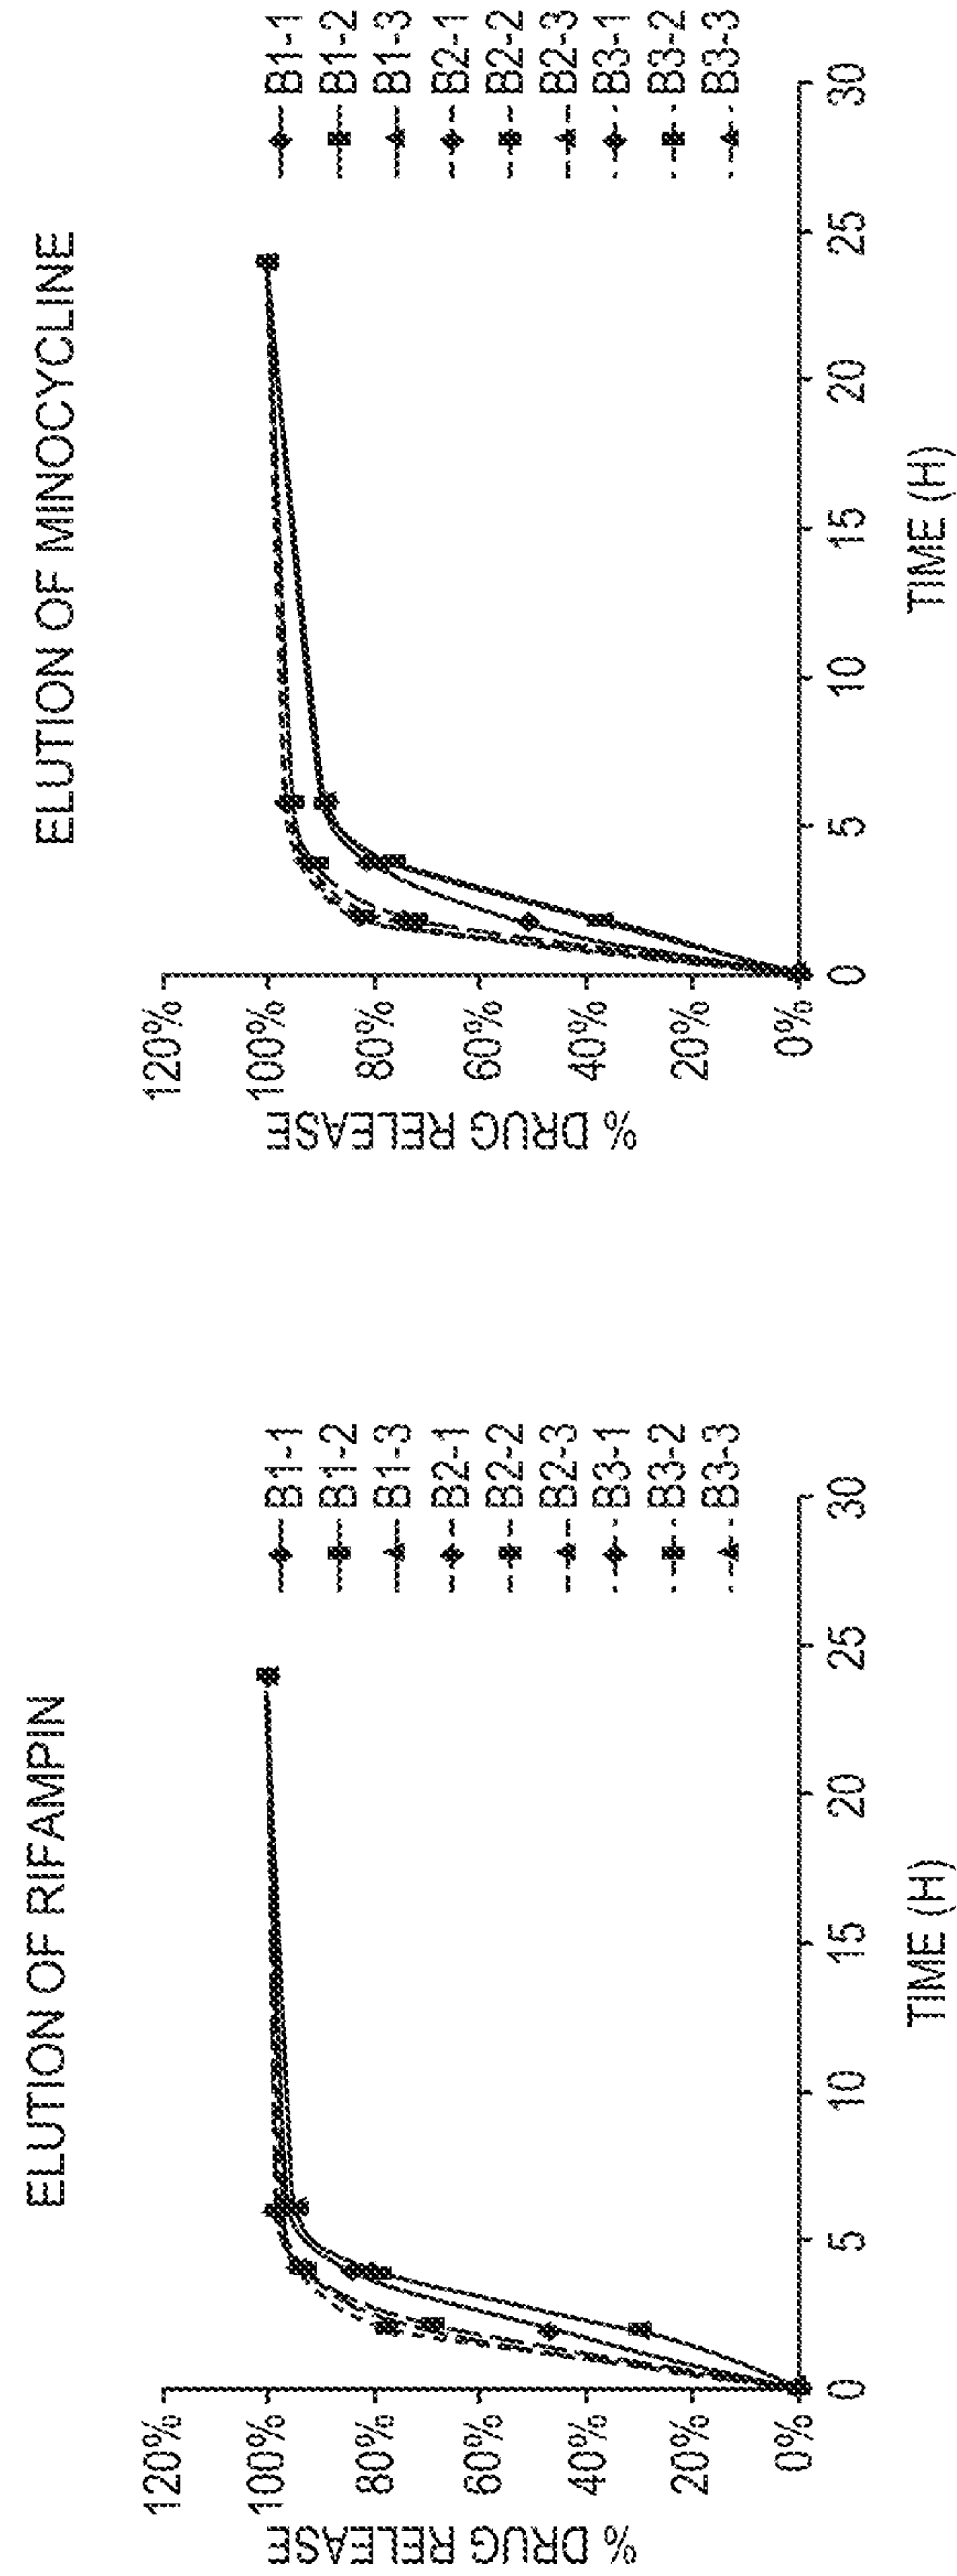 ELUTION OF RIFAMPIN
% DRUG RELEASE
120%
100%
80%
60%
40%
20%
0%
0
5
10
15
20
25
30
TIME (H)
B1-1
B1-2
B1-3
B2-1
B2-2
B2-3
B3-1
B3-2
B3-3
ELUTION OF MINOCYCLINE
% DRUG RELEASE
120%
100%
80%
60%
40%
20%
0%
0
5
10
15
20
25
30
TIME (H)
B1-1
B1-2
B1-3
B2-1
B2-2
B2-3
B3-1
B3-2
B3-3